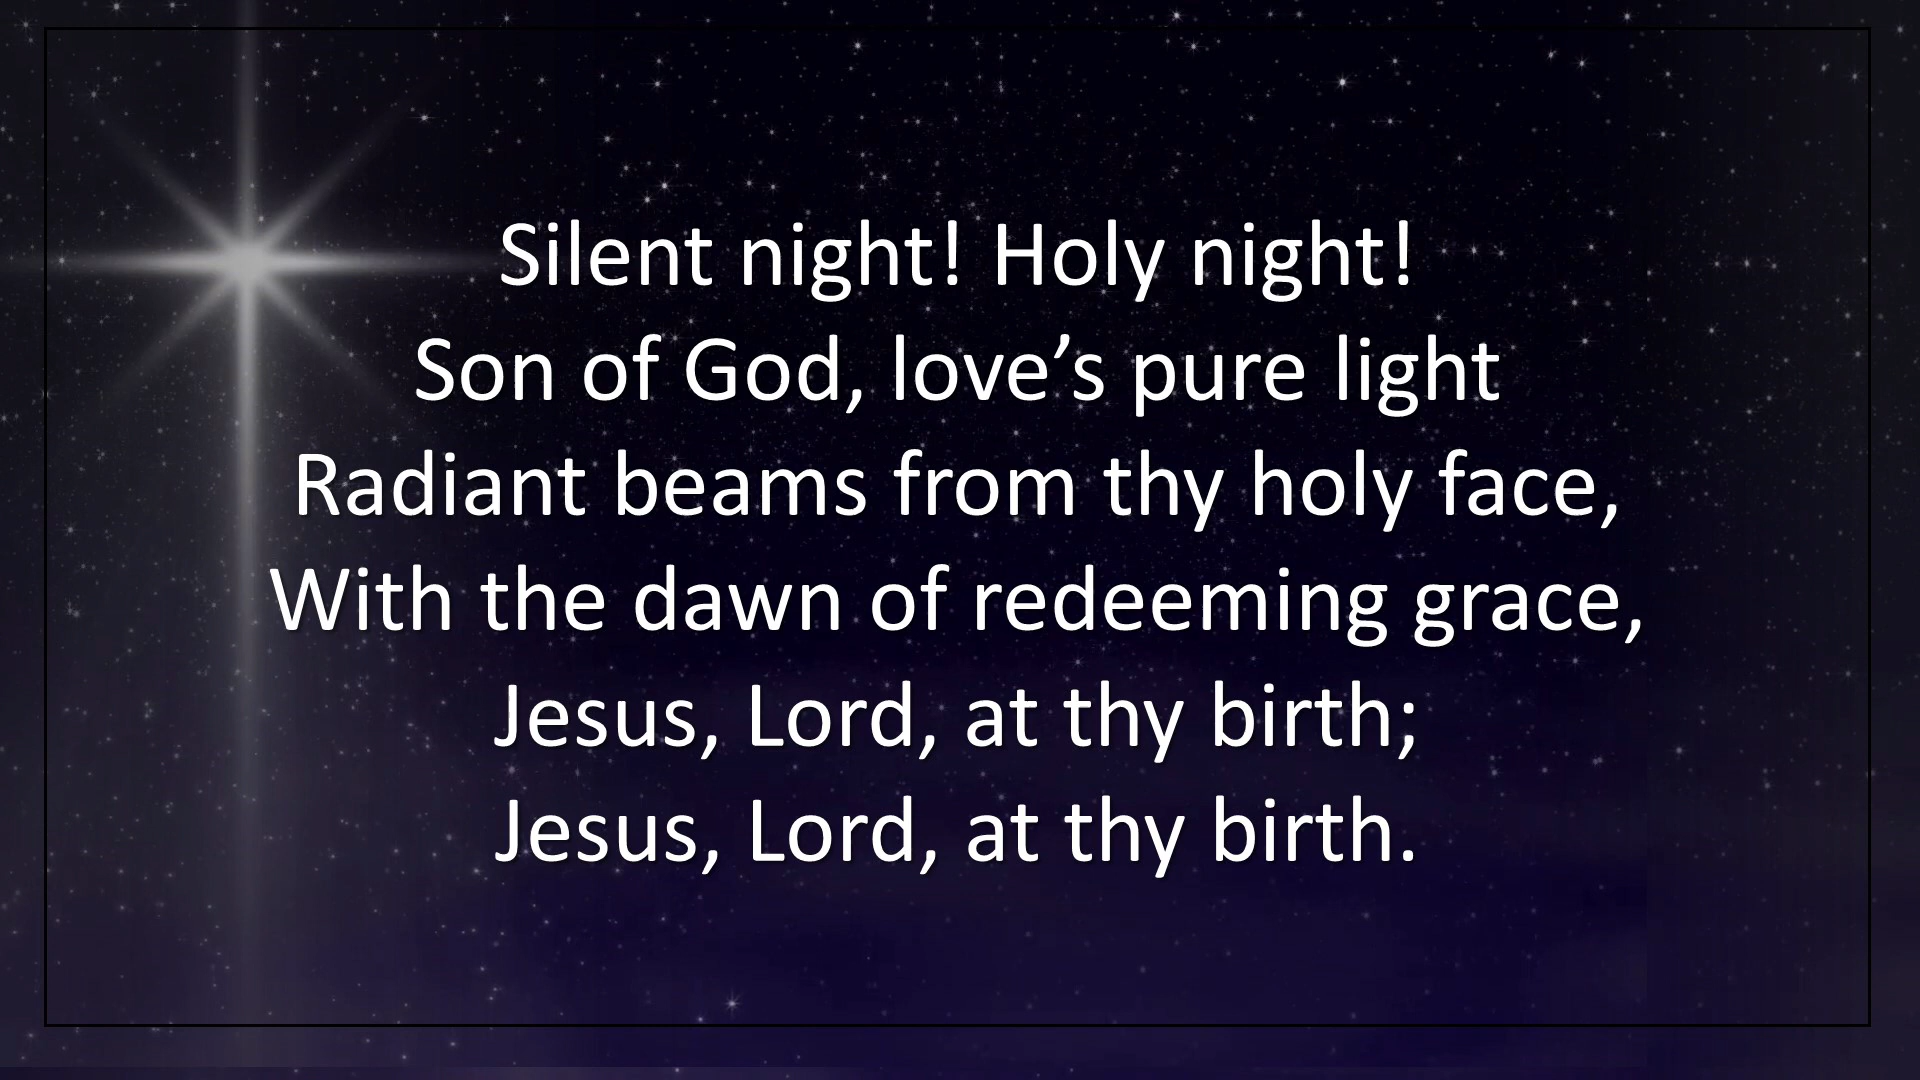 Silent night! Holy night!
Son of God, love’s pure light
Radiant beams from thy holy face,
With the dawn of redeeming grace,
Jesus, Lord, at thy birth;
Jesus, Lord, at thy birth.